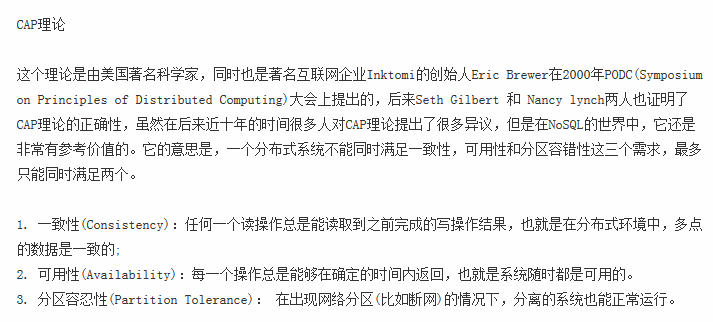 CAP理论
这个理论是由美国著名科学家，同时也是著名互联网企业Inktomi的创始人Eric Brewer在2000年PODC(Symposium
on Principles of Distributed Computing)大会上提出的，后来Seth Gilbert 和 Nancy lynch两人也证明了
CAP理论的正确性，虽然在后来近十年的时间很多人对CAP理论提出了很多异议，但是在NoSQL的世界中，它还是
非常有参考价值的。它的意思是，一个分布式系统不能同时满足一致性，可用性和分区容错性这三个需求，最多
只能同时满足两个。
1. 一致性(Consistency)：任何一个读操作总是能读取到之前完成的写操作结果，也就是在分布式环境中，多点
的数据是一致的；
2. 可用性(Availability)：每一个操作总是能够在确定的时间内返回，也就是系统随时都是可用的。
3. 分区容忍性(Partition Tolerance)： 在出现网络分区(比如断网)的情况下，分离的系统也能正常运行。